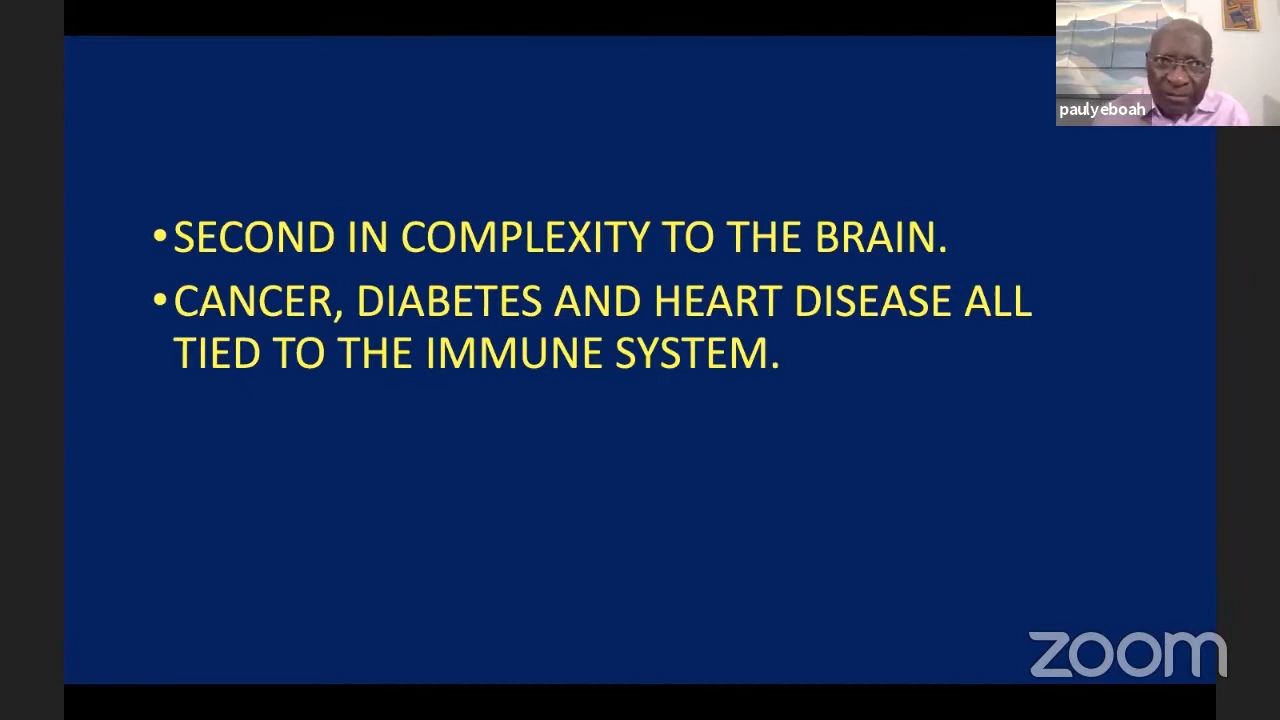 paulyeboah
• SECOND IN COMPLEXITY TO THE BRAIN.
• CANCER, DIABETES AND HEART DISEASE ALL
TIED TO THE IMMUNE SYSTEM.
zoom